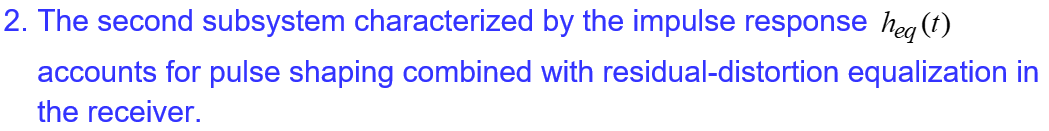 2. The second subsystem characterized by the impulse response h_eq(t)
accounts for pulse shaping combined with residual-distortion equalization in
the receiver.